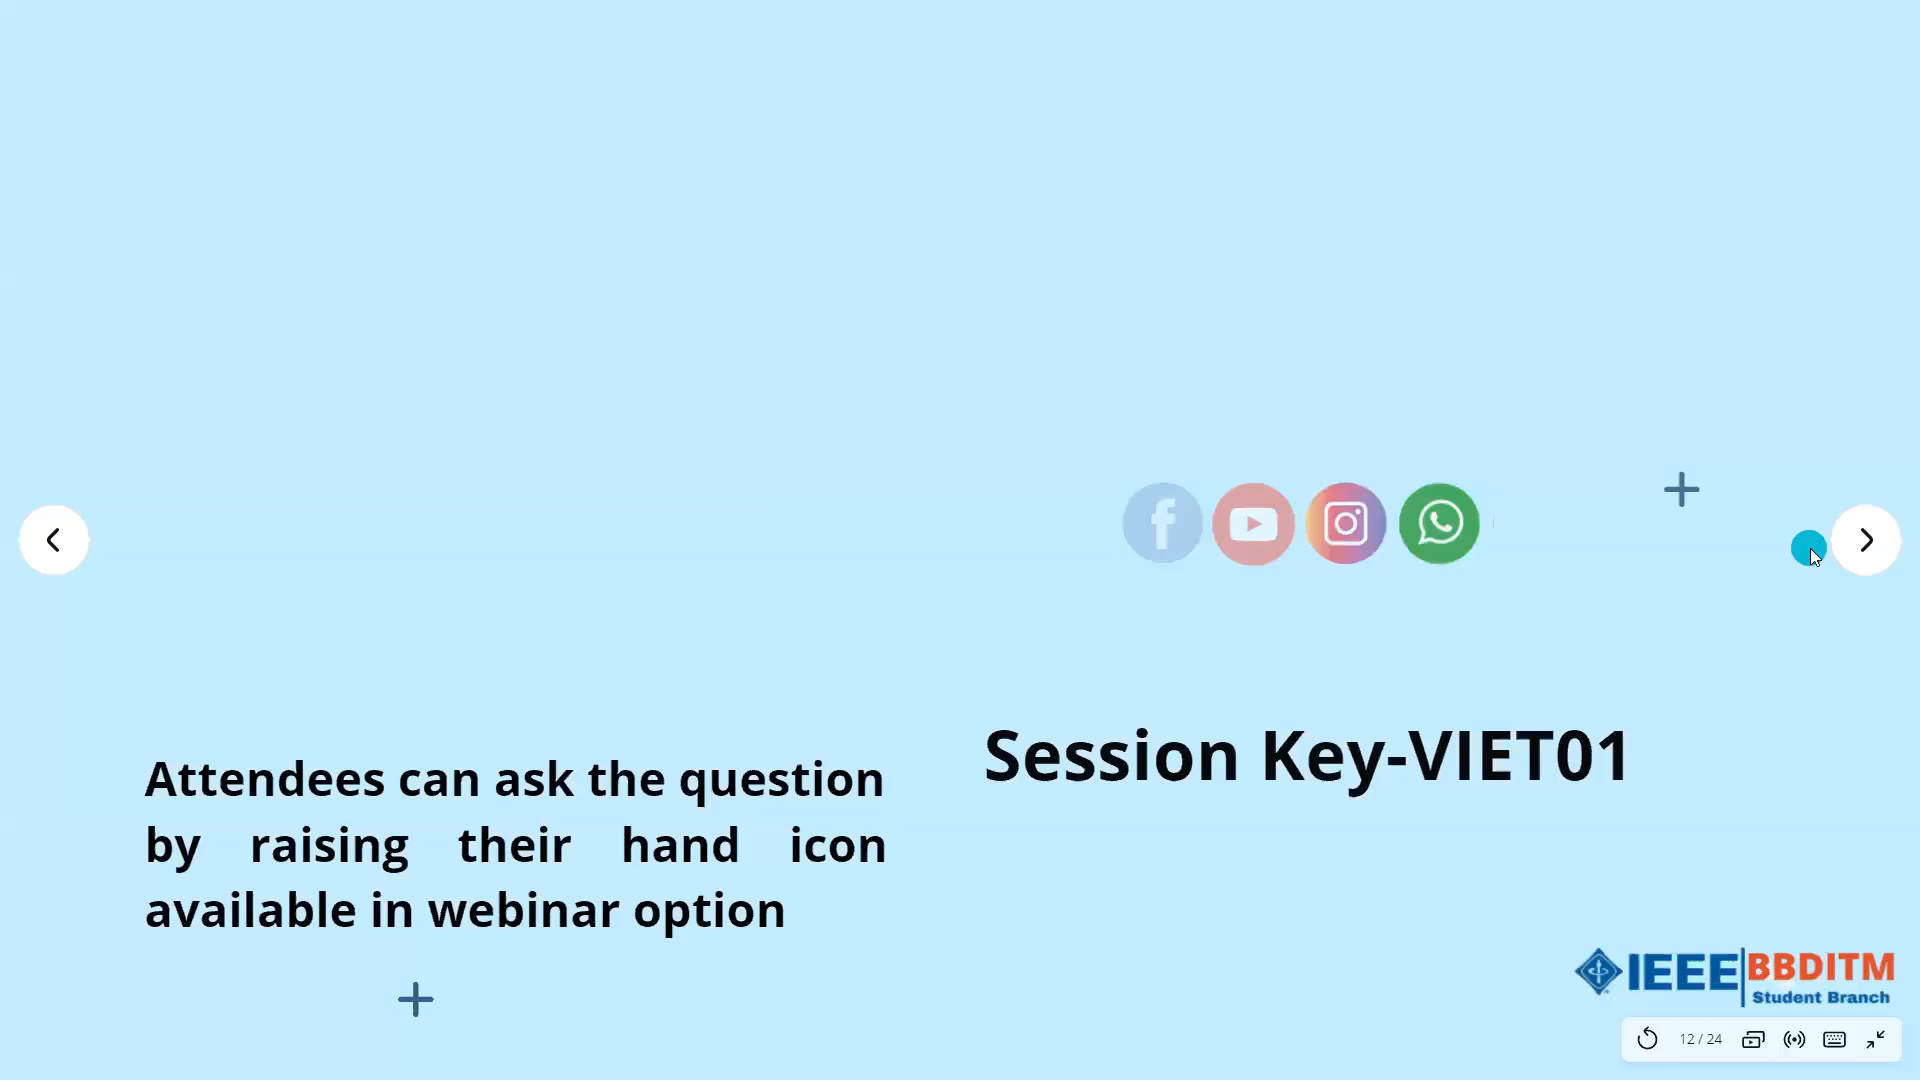 Attendees can ask the question
by raising their hand icon
available in webinar option
Session Key-VIET01
IEEE BBDITM
Student Branch
12 / 24